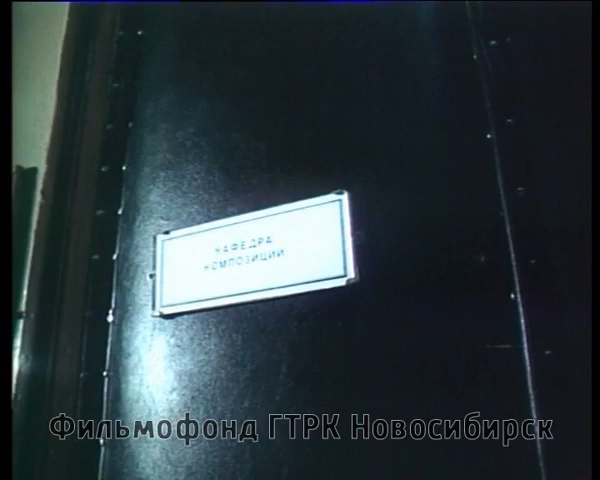 КАФЕДРА
КОМПОЗИЦИИ
Фильмофонд ГТРК Новосибирск